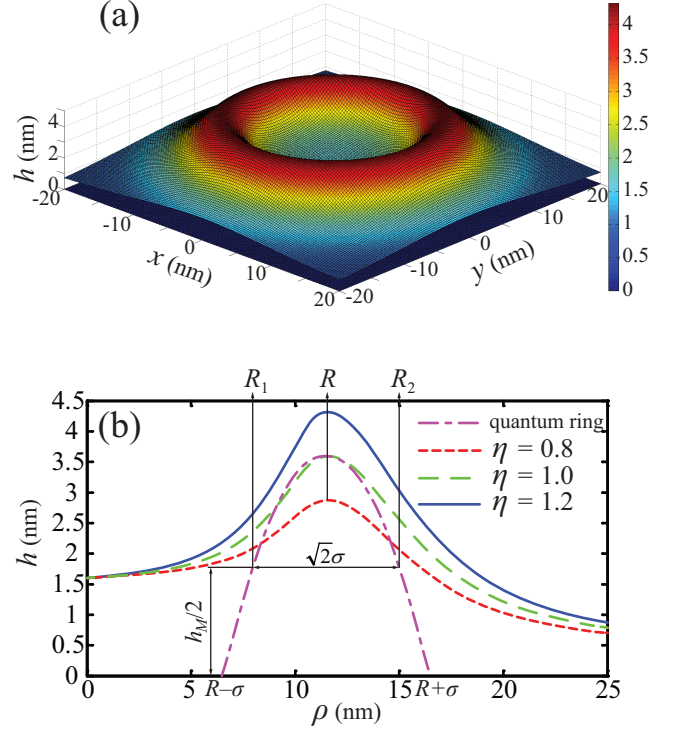 (a)
h (nm)
4
2
0
-20
-10
0
10
20
x (nm)
-20
-10
0
10
20
y (nm)
4
3.5
3
2.5
2
1.5
1
0.5
0
R₁ R R₂
(b)
h (nm)
4.5
4
3.5
3
2.5
2
1.5
1
0.5
0
quantum ring
η = 0.8
η = 1.0
η = 1.2
√2σ
h_M/2
0 5 10 15 20 25
R−σ R+σ
ρ (nm)